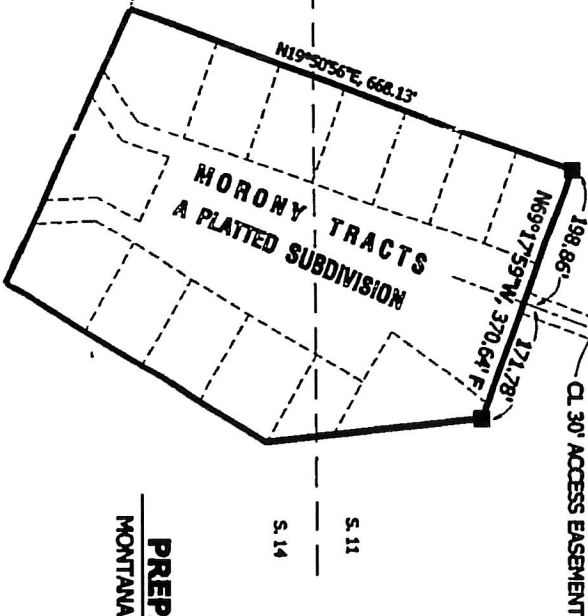 N19°50'56"E, 668.13'
198.86'
N69°17'59"W, 370.64' F
171.78'
CL 30' ACCESS EASEMENT
MORONY TRACTS
A PLATTED SUBDIVISION
S. 11
S. 14
PREP
MONTANA